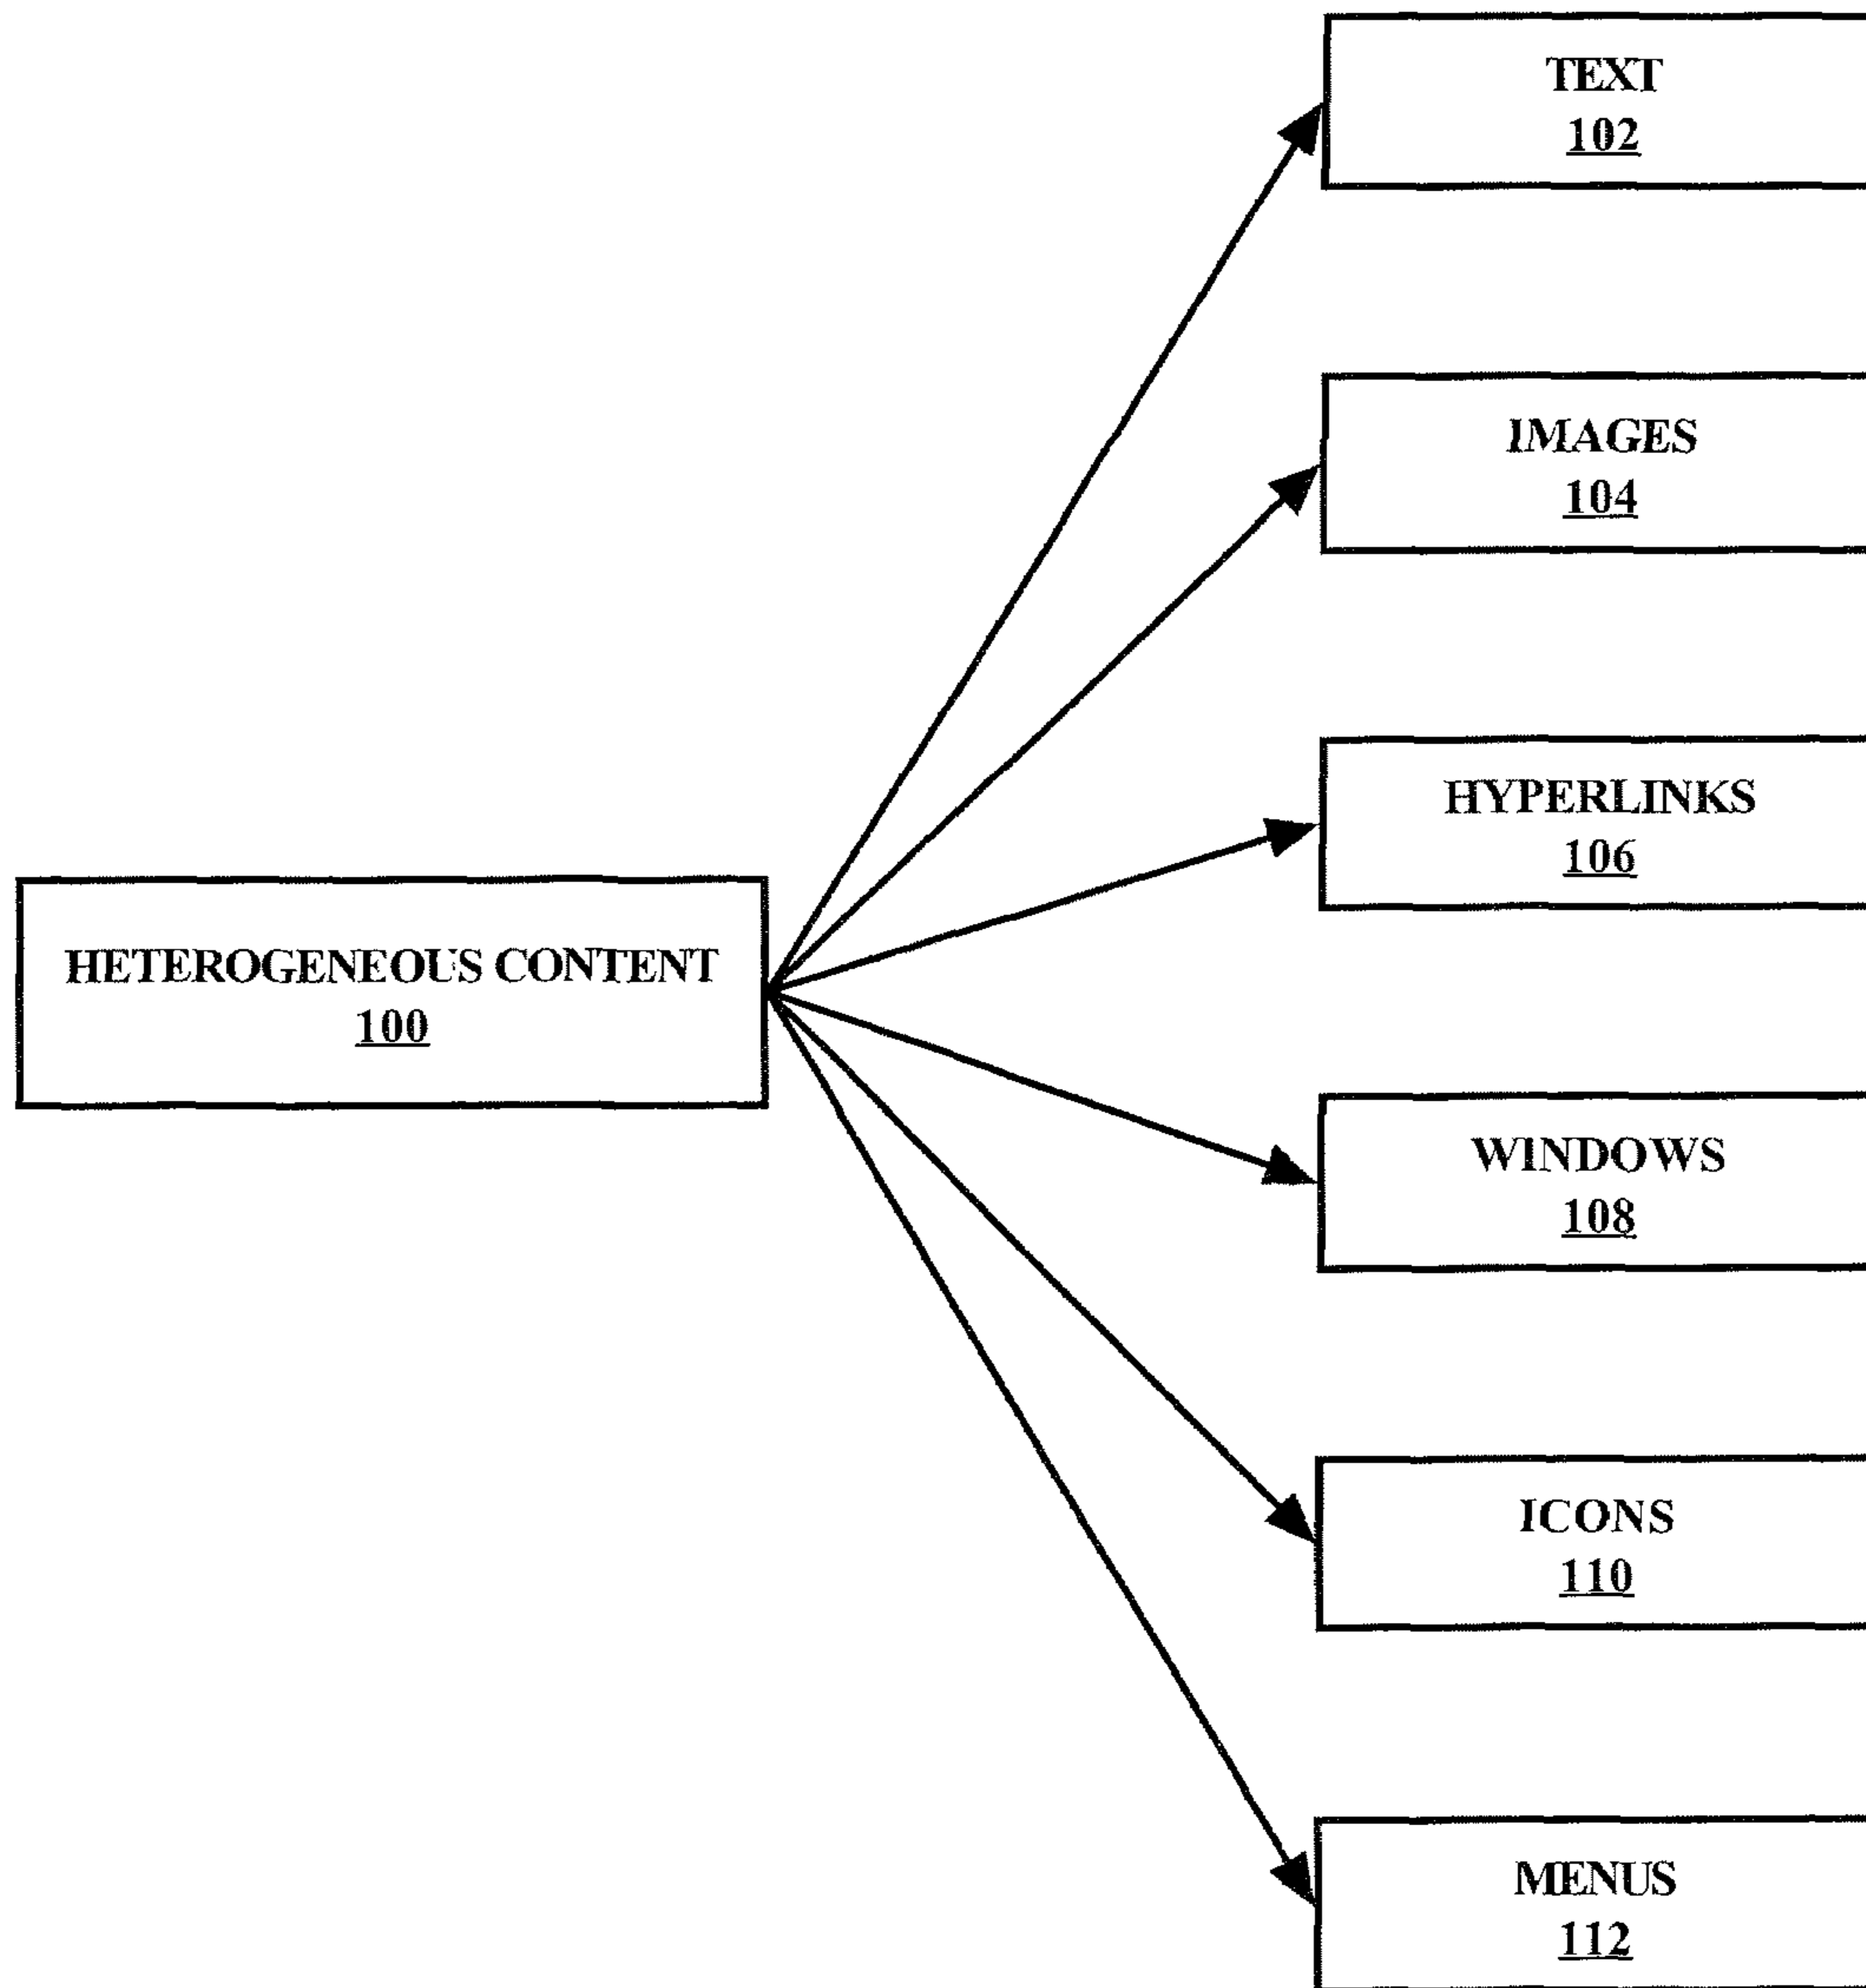 TEXT
102
IMAGES
104
HYPERLINKS
106
HETEROGENEOUS CONTENT
100
WINDOWS
108
ICONS
110
MENUS
112